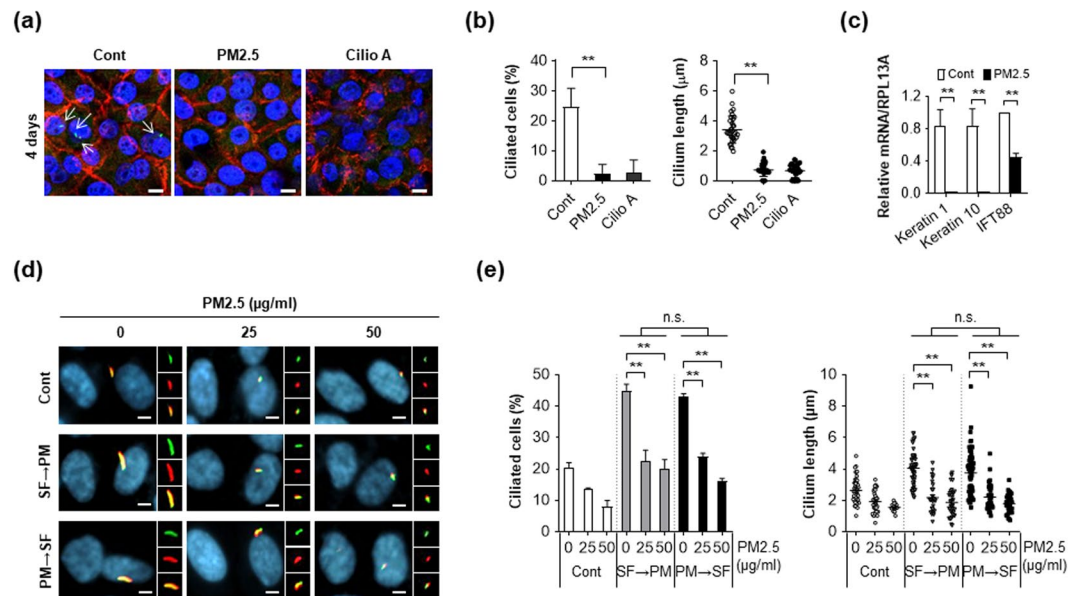 (a)
Cont
PM2.5
Cilio A
4 days
(b)
Ciliated cells (%)
40
30
20
10
0
**
Cont
PM2.5
Cilio A
Cilium length (μm)
8
6
4
2
0
**
Cont
PM2.5
Cilio A
(c)
Cont
PM2.5
Relative mRNA/RPL13A
1.2
0.8
0.4
0.0
**
**
**
Keratin 1
Keratin 10
IFT88
(d)
PM2.5 (μg/ml)
0
25
50
Cont
SF→PM
PM→SF
(e)
n.s.
**
**
**
**
Ciliated cells (%)
50
40
30
20
10
0
0 25 50 0 25 50 0 25 50 PM2.5
Cont SF→PM PM→SF (μg/ml)
n.s.
**
**
**
**
Cilium length (μm)
10
8
6
4
2
0
0 25 50 0 25 50 0 25 50 PM2.5
Cont SF→PM PM→SF (μg/ml)